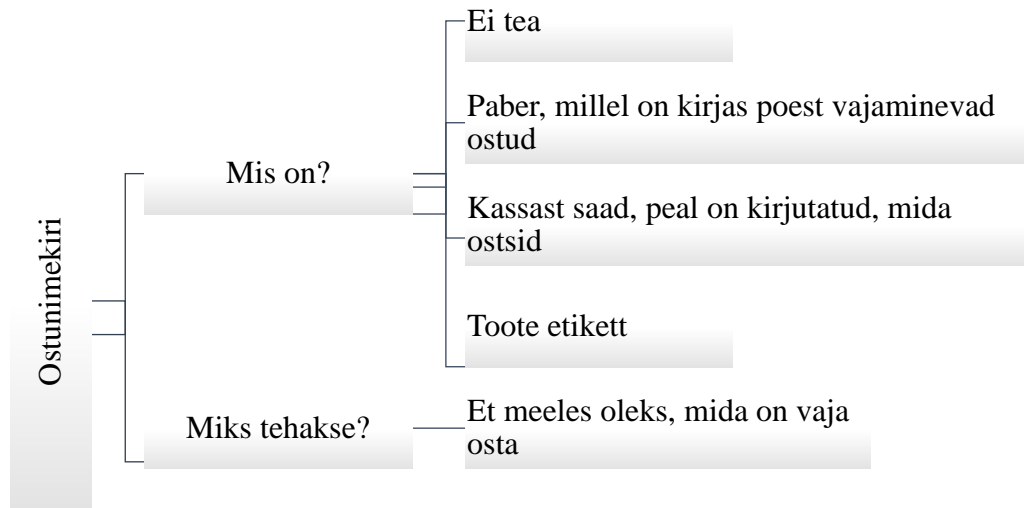 Ostunimekiri
Mis on?
Ei tea
Paber, millel on kirjas poest vajaminevad
ostud
Kassast saad, peal on kirjutatud, mida
ostsid
Toote etikett
Miks tehakse?
Et meeles oleks, mida on vaja
osta